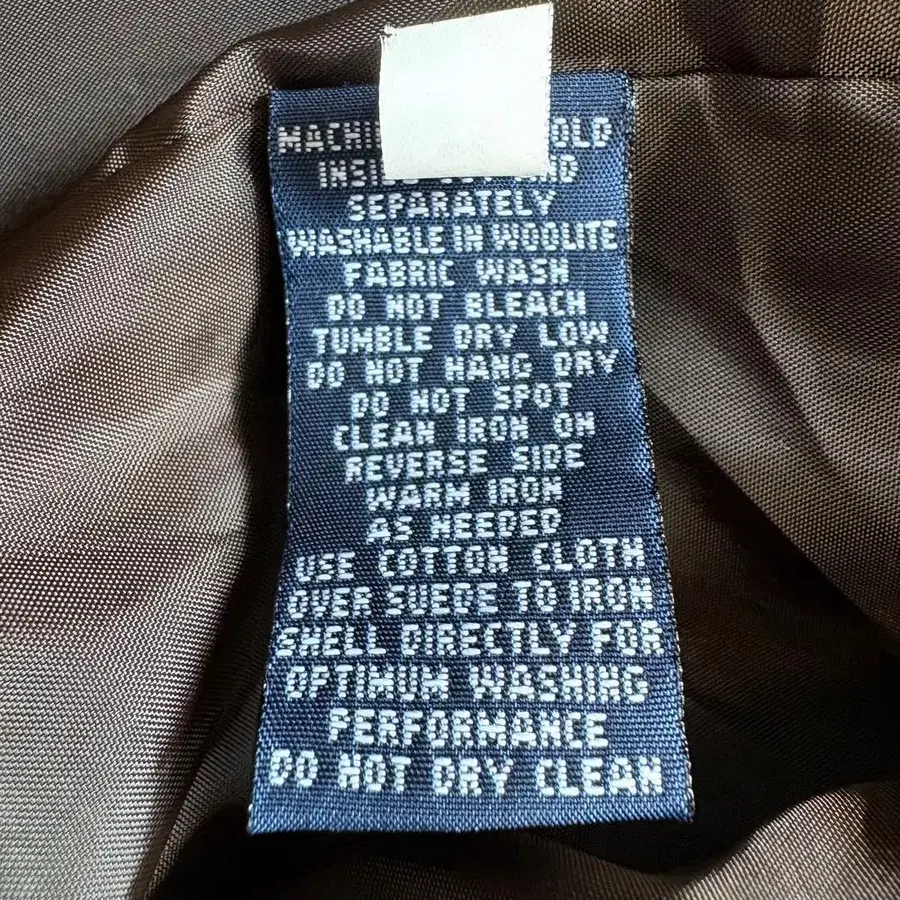 MACHI OLD
INSI ND
SEPARATELY
WASHABLE IN WOOLITE
FABRIC WASH
DO NOT BLEACH
TUMBLE DRY LOW
DO NOT HANG DRY
DO NOT SPOT
CLEAN IRON ON
REVERSE SIDE
WARM IRON
AS NEEDED
USE COTTON CLOTH
OVER SUEDE TO IRON
SHELL DIRECTLY FOR
OPTIMUM WASHING
PERFORMANCE
DO NOT DRY CLEAN